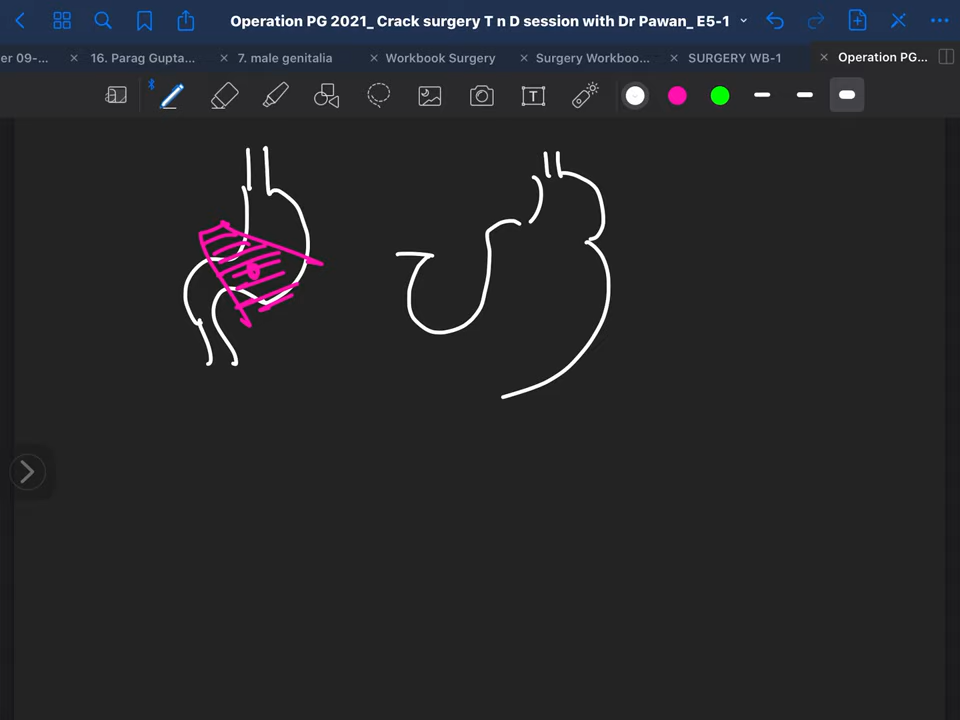 Operation PG 2021_ Crack surgery T n D session with Dr Pawan_ E5-1
er 09-... 16. Parag Gupta... 7. male genitalia Workbook Surgery Surgery Workboo... SURGERY WB-1 Operation PG...
T